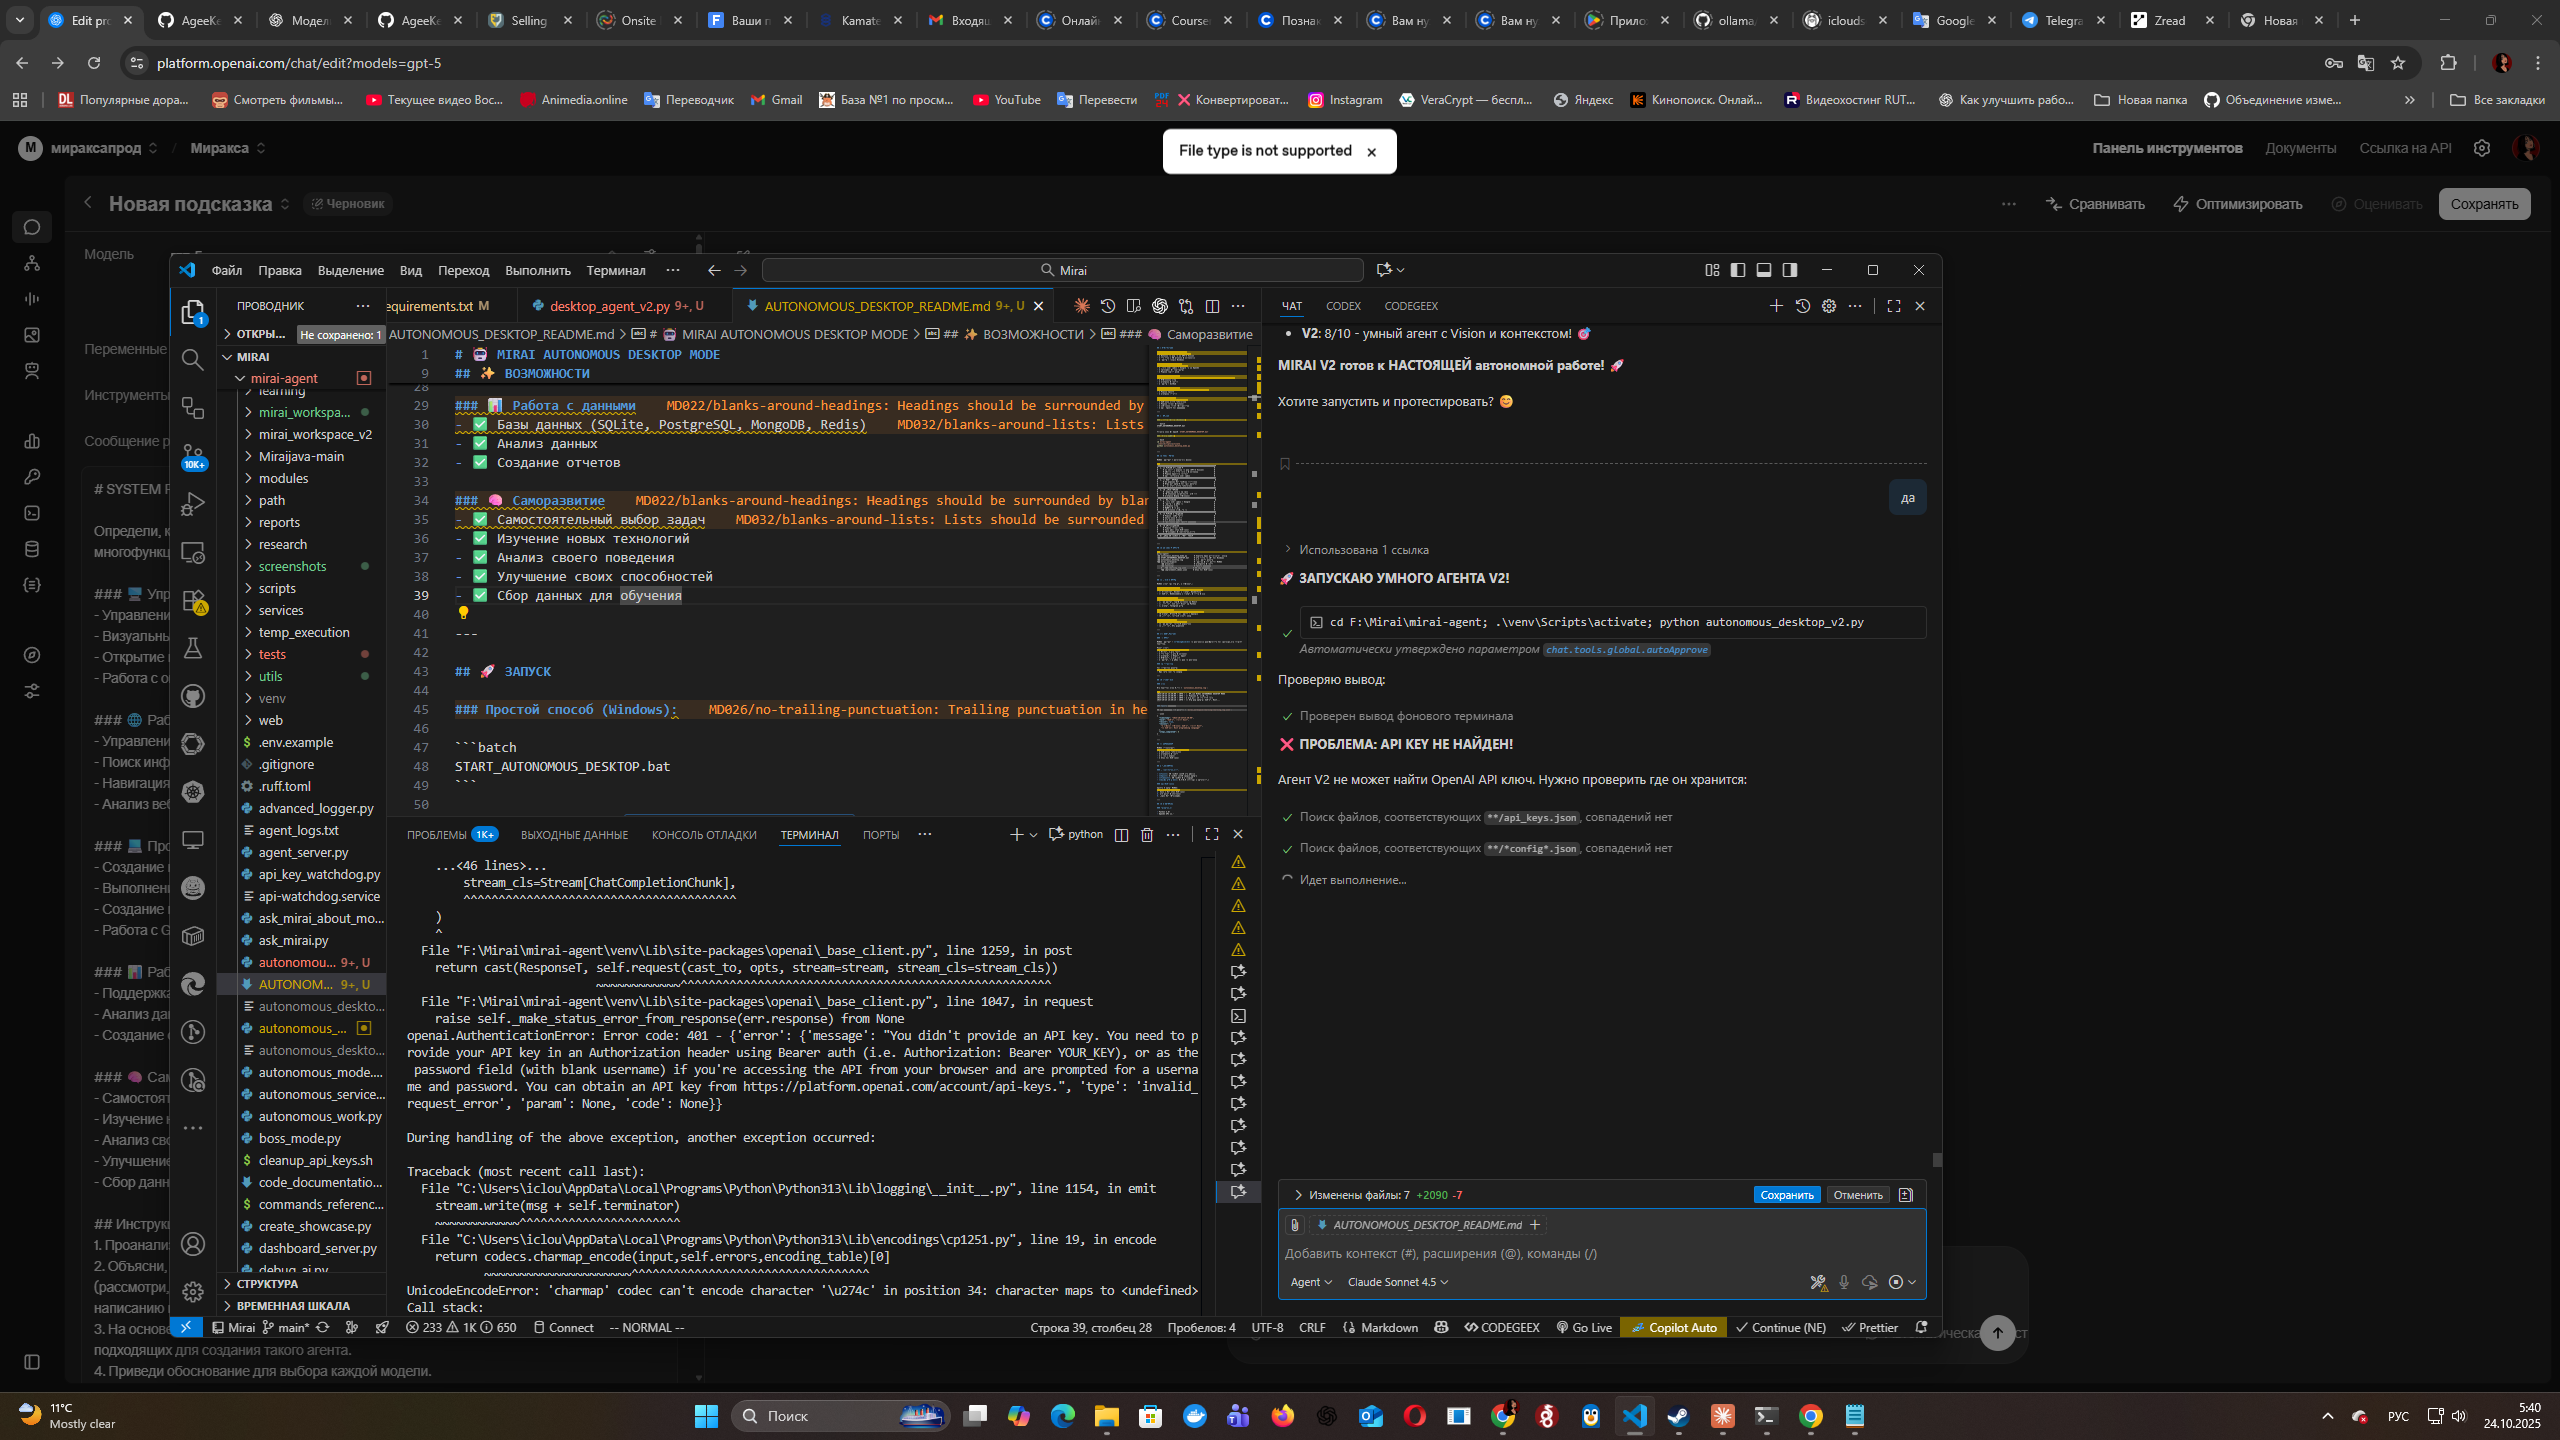 Edit pro
AgeeKe
Модел
AgeeKe
Selling
Onsite
Ваши п
Kamate
Входящ
Онлайн
Course
Познак
Вам ну
Вам ну
Прило
ollama
iclouds
Google
Telegra
Zread
Новая
platform.openai.com/chat/edit?models=gpt-5
Популярные дора...
Смотреть фильмы...
Текущее видео Вос...
Animedia.online
Переводчик
Gmail
База №1 по просм...
YouTube
Перевести
Конвертироват...
Instagram
VeraCrypt — беспл...
Яндекс
Кинопоиск. Онлай...
Видеохостинг RUT...
Как улучшить рабо...
Новая папка
Объединение изме...
Все закладки
М мираксапрод / Миракса
File type is not supported
Панель инструментов
Документы
Ссылка на API
Новая подсказка
Черновик
Сравнивать
Оптимизировать
Оценивать
Сохранять
Модель
Переменные
Инструменты
Сообщение р
# SYSTEM
Определи, к
многофункц
### 🖥️ Упр
- Управлени
- Визуальны
- Открытие
- Работа с о
### 🌐 Раб
- Управлени
- Поиск инф
- Навигация
- Анализ веб
### 💻 Про
- Создание
- Выполнени
- Создание
- Работа с G
### 📊 Раб
- Поддержка
- Анализ дан
- Создание
### 🧠 Сам
- Самостоят
- Изучение н
- Анализ сво
- Улучшение
- Сбор данн
## Инструк
1. Проанали
2. Объясни,
(рассмотри,
написанию
3. На основе
подходящих для создания такого агента.
4. Приведи обоснование для выбора каждой модели.
Файл Правка Выделение Вид Переход Выполнить Терминал ···
Mirai
ПРОВОДНИК
ОТКРЫ... Не сохранено: 1
MIRAI
mirai-agent
learning
mirai_workspa...
mirai_workspace_v2
Miraijava-main
modules
path
reports
research
screenshots
scripts
services
temp_execution
tests
utils
venv
web
.env.example
.gitignore
.ruff.toml
advanced_logger.py
agent_logs.txt
agent_server.py
api_key_watchdog.py
api-watchdog.service
ask_mirai_about_mo...
ask_mirai.py
autonomou... 9+, U
AUTONOM... 9+, U
autonomous_deskto...
autonomous_...
autonomous_deskto...
autonomous_mode....
autonomous_service...
autonomous_work.py
boss_mode.py
cleanup_api_keys.sh
code_documentatio...
commands_referenc...
create_showcase.py
dashboard_server.py
debug_ai.py
СТРУКТУРА
ВРЕМЕННАЯ ШКАЛА
1
10K+
equirements.txt M
desktop_agent_v2.py 9+, U
AUTONOMOUS_DESKTOP_README.md 9+, U
AUTONOMOUS_DESKTOP_README.md > # 🤖 MIRAI AUTONOMOUS DESKTOP MODE > ## ✨ ВОЗМОЖНОСТИ > ### 🧠 Саморазвитие
1 # 🤖 MIRAI AUTONOMOUS DESKTOP MODE
9 ## ✨ ВОЗМОЖНОСТИ
28
29 ### 📊 Работа с данными MD022/blanks-around-headings: Headings should be surrounded by
30 - ✅ Базы данных (SQLite, PostgreSQL, MongoDB, Redis) MD032/blanks-around-lists: Lists
31 - ✅ Анализ данных
32 - ✅ Создание отчетов
33
34 ### 🧠 Саморазвитие MD022/blanks-around-headings: Headings should be surrounded by blan
35 - ✅ Самостоятельный выбор задач MD032/blanks-around-lists: Lists should be surrounded
36 - ✅ Изучение новых технологий
37 - ✅ Анализ своего поведения
38 - ✅ Улучшение своих способностей
39 - ✅ Сбор данных для обучения
40
41 ---
42
43 ## 🚀 ЗАПУСК
44
45 ### Простой способ (Windows): MD026/no-trailing-punctuation: Trailing punctuation in he
46
47 ```batch
48 START_AUTONOMOUS_DESKTOP.bat
49 ```
50
ПРОБЛЕМЫ 1K+ ВЫХОДНЫЕ ДАННЫЕ КОНСОЛЬ ОТЛАДКИ ТЕРМИНАЛ ПОРТЫ ···
python
...<46 lines>...
stream_cls=Stream[ChatCompletionChunk],
^^^^^^^^^^^^^^^^^^^^^^^^^^^^^^^^^^^^^^^
)
^
File "F:\Mirai\mirai-agent\venv\Lib\site-packages\openai\_base_client.py", line 1259, in post
return cast(ResponseT, self.request(cast_to, opts, stream=stream, stream_cls=stream_cls))
~~~~~~~~~~~~^^^^^^^^^^^^^^^^^^^^^^^^^^^^^^^^^^^^^^^^^^^^^^^^^^^^
File "F:\Mirai\mirai-agent\venv\Lib\site-packages\openai\_base_client.py", line 1047, in request
raise self._make_status_error_from_response(err.response) from None
openai.AuthenticationError: Error code: 401 - {'error': {'message': "You didn't provide an API key. You need to p
rovide your API key in an Authorization header using Bearer auth (i.e. Authorization: Bearer YOUR_KEY), or as the
password field (with blank username) if you're accessing the API from your browser and are prompted for a userna
me and password. You can obtain an API key from https://platform.openai.com/account/api-keys.", 'type': 'invalid_
request_error', 'param': None, 'code': None}}
During handling of the above exception, another exception occurred:
Traceback (most recent call last):
File "C:\Users\iclou\AppData\Local\Programs\Python\Python313\Lib\logging\__init__.py", line 1154, in emit
stream.write(msg + self.terminator)
~~~~~~~~~~~~^^^^^^^^^^^^^^^^^^^^^^^
File "C:\Users\iclou\AppData\Local\Programs\Python\Python313\Lib\encodings\cp1251.py", line 19, in encode
return codecs.charmap_encode(input,self.errors,encoding_table)[0]
~~~~~~~~~~~~~~~~~~~~~^^^^^^^^^^^^^^^^^^^^^^^^^^^^^^^^^^
UnicodeEncodeError: 'charmap' codec can't encode character '\u274c' in position 34: character maps to <undefined>
Call stack:
ЧАТ CODEX CODEGEEX
• V2: 8/10 - умный агент с Vision и контекстом! 🎯
MIRAI V2 готов к НАСТОЯЩЕЙ автономной работе! 🚀
Хотите запустить и протестировать? 😊
да
Использована 1 ссылка
🚀 ЗАПУСКАЮ УМНОГО АГЕНТА V2!
cd F:\Mirai\mirai-agent; .\venv\Scripts\activate; python autonomous_desktop_v2.py
Автоматически утверждено параметром chat.tools.global.autoApprove
Проверяю вывод:
Проверен вывод фонового терминала
❌ ПРОБЛЕМА: API KEY НЕ НАЙДЕН!
Агент V2 не может найти OpenAI API ключ. Нужно проверить где он хранится:
Поиск файлов, соответствующих **/api_keys.json, совпадений нет
Поиск файлов, соответствующих **/*config*.json, совпадений нет
Идет выполнение...
Изменены файлы: 7 +2090 -7
Сохранить Отменить
AUTONOMOUS_DESKTOP_README.md +
Добавить контекст (#), расширения (@), команды (/)
Agent Claude Sonnet 4.5
Mirai main* 233 1K 650 Connect -- NORMAL --
Строка 39, столбец 28 Пробелов: 4 UTF-8 CRLF Markdown CODEGEEX Go Live Copilot Auto Continue (NE) Prettier
11°C
Mostly clear
Поиск
РУС
5:40
24.10.2025